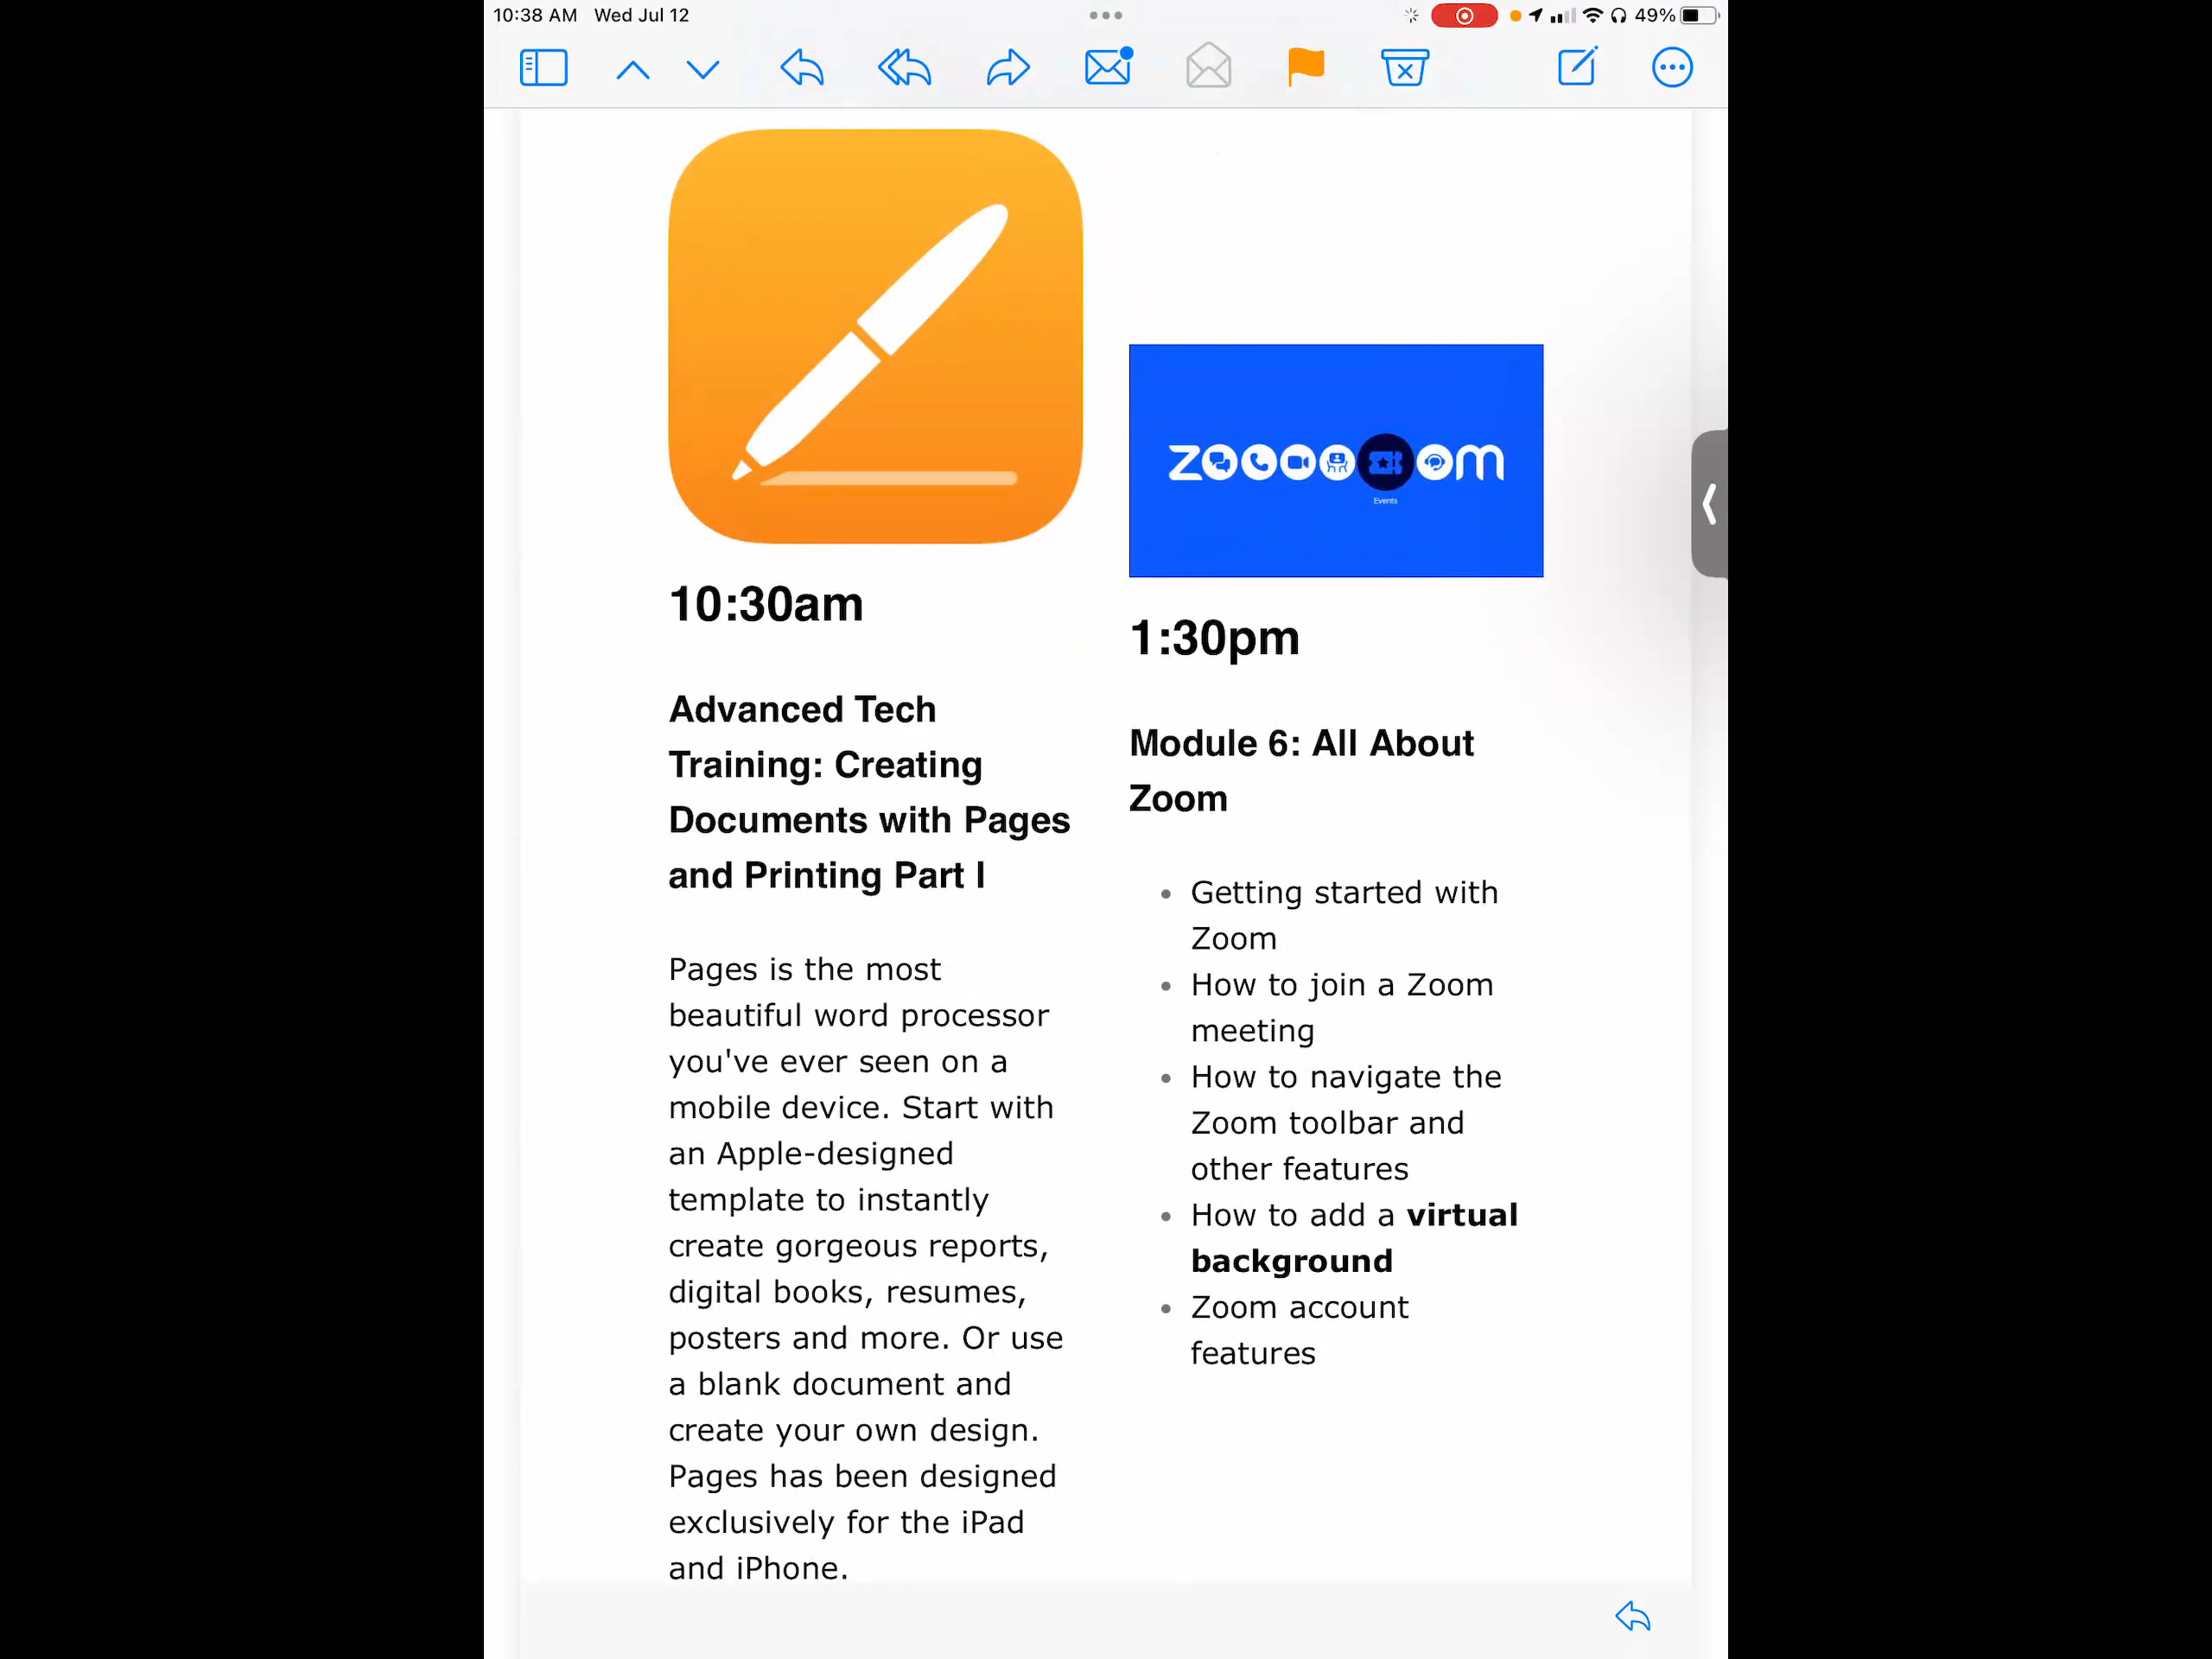 10:38 AM Wed Jul 12
49%
zoooooom
Events
10:30am
Advanced Tech
Training: Creating
Documents with Pages
and Printing Part I
Pages is the most
beautiful word processor
you've ever seen on a
mobile device. Start with
an Apple-designed
template to instantly
create gorgeous reports,
digital books, resumes,
posters and more. Or use
a blank document and
create your own design.
Pages has been designed
exclusively for the iPad
and iPhone.
1:30pm
Module 6: All About
Zoom
• Getting started with
Zoom
• How to join a Zoom
meeting
• How to navigate the
Zoom toolbar and
other features
• How to add a virtual
background
• Zoom account
features